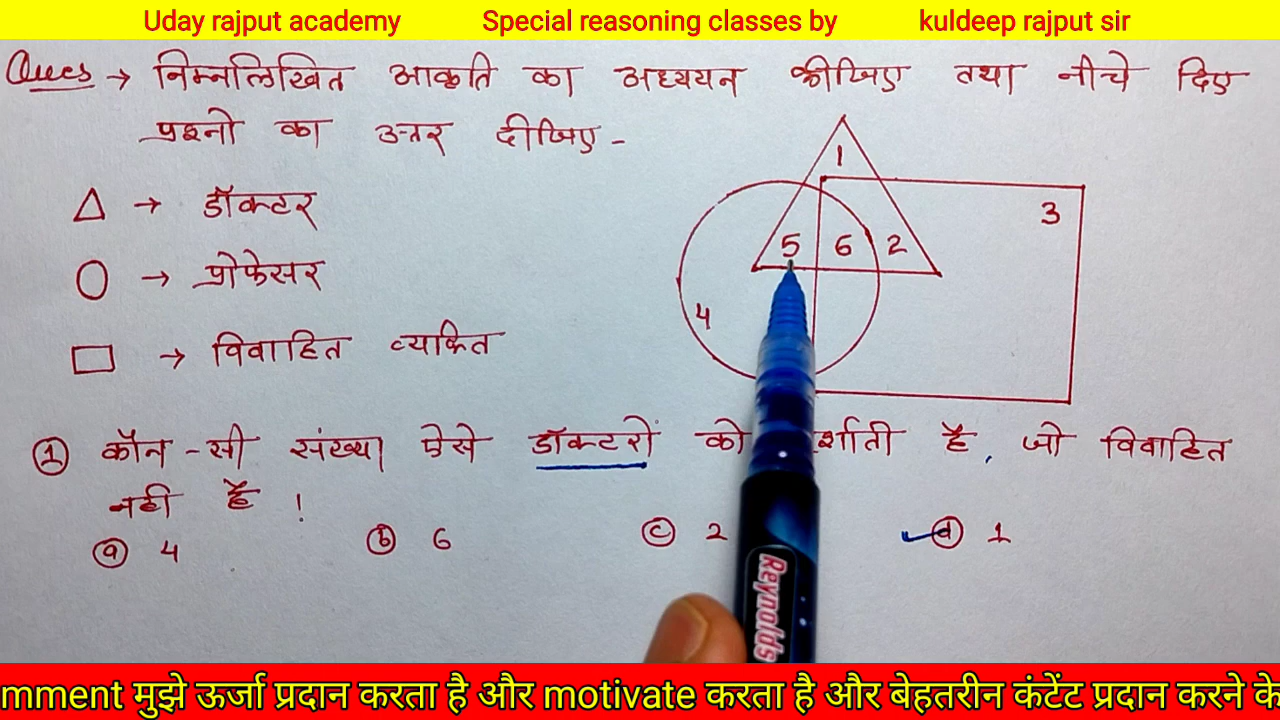 Uday rajput academy Special reasoning classes by kuldeep rajput sir
Ques → निम्नलिखित आकृति का अध्ययन कीजिए तथा नीचे दिए
प्रश्नो का उत्तर दीजिए -
△ → डॉक्टर
○ → प्रोफेसर
□ → विवाहित व्यक्ति
1
3
5 6 2
4
① कौन-सी संख्या ऐसे डॉक्टरों को र्शाती है, जो विवाहित
नही है !
ⓐ 4 ⓑ 6 ⓒ 2 ⓓ 1
Reynolds
mment मुझे ऊर्जा प्रदान करता है और motivate करता है और बेहतरीन कंटेंट प्रदान करने के